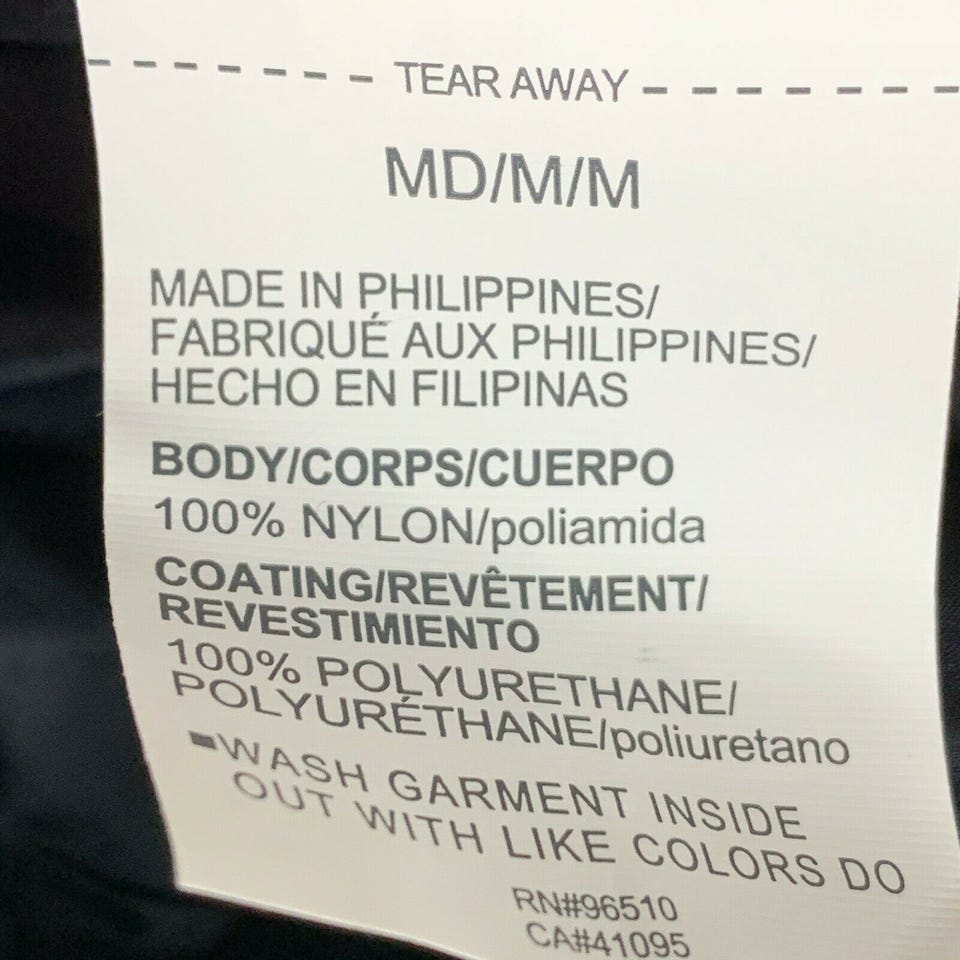 TEAR AWAY
MD/M/M
MADE IN PHILIPPINES/
FABRIQUÉ AUX PHILIPPINES/
HECHO EN FILIPINAS
BODY/CORPS/CUERPO
100% NYLON/poliamida
COATING/REVÊTEMENT/
REVESTIMIENTO
100% POLYURETHANE/
POLYURÉTHANE/poliuretano
▪WASH GARMENT INSIDE
OUT WITH LIKE COLORS DO
RN#96510
CA#41095